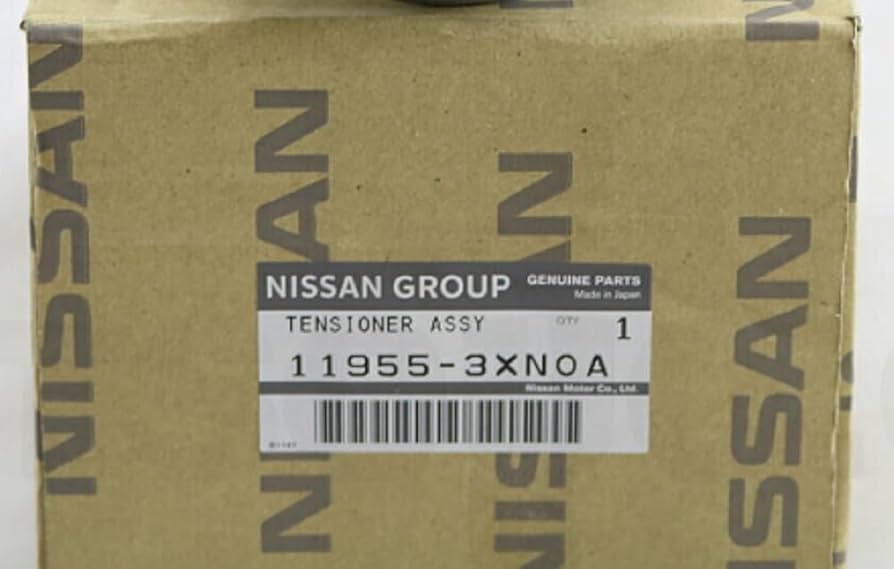 NISSAN
NISSAN
NISSAN
NISSAN
NISSAN GROUP
GENUINE PARTS
Made in Japan
TENSIONER ASSY
QTY
1
11955-3XN0A
Nissan Motor Co., Ltd.